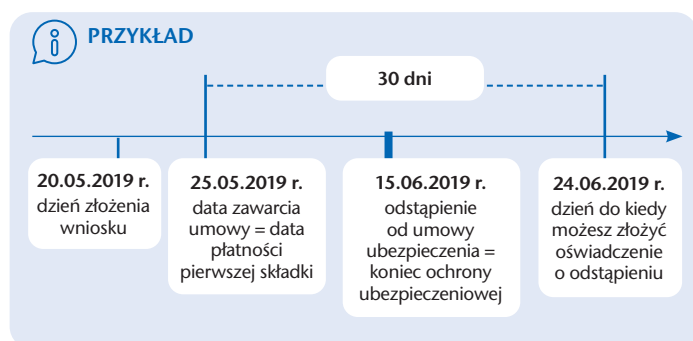 PRZYKŁAD
30 dni
20.05.2019 r.
dzień złożenia
wniosku
25.05.2019 r.
data zawarcia
umowy = data
płatności
pierwszej składki
15.06.2019 r.
odstąpienie
od umowy
ubezpieczenia =
koniec ochrony
ubezpieczeniowej
24.06.2019 r.
dzień do kiedy
możesz złożyć
oświadczenie
o odstąpieniu